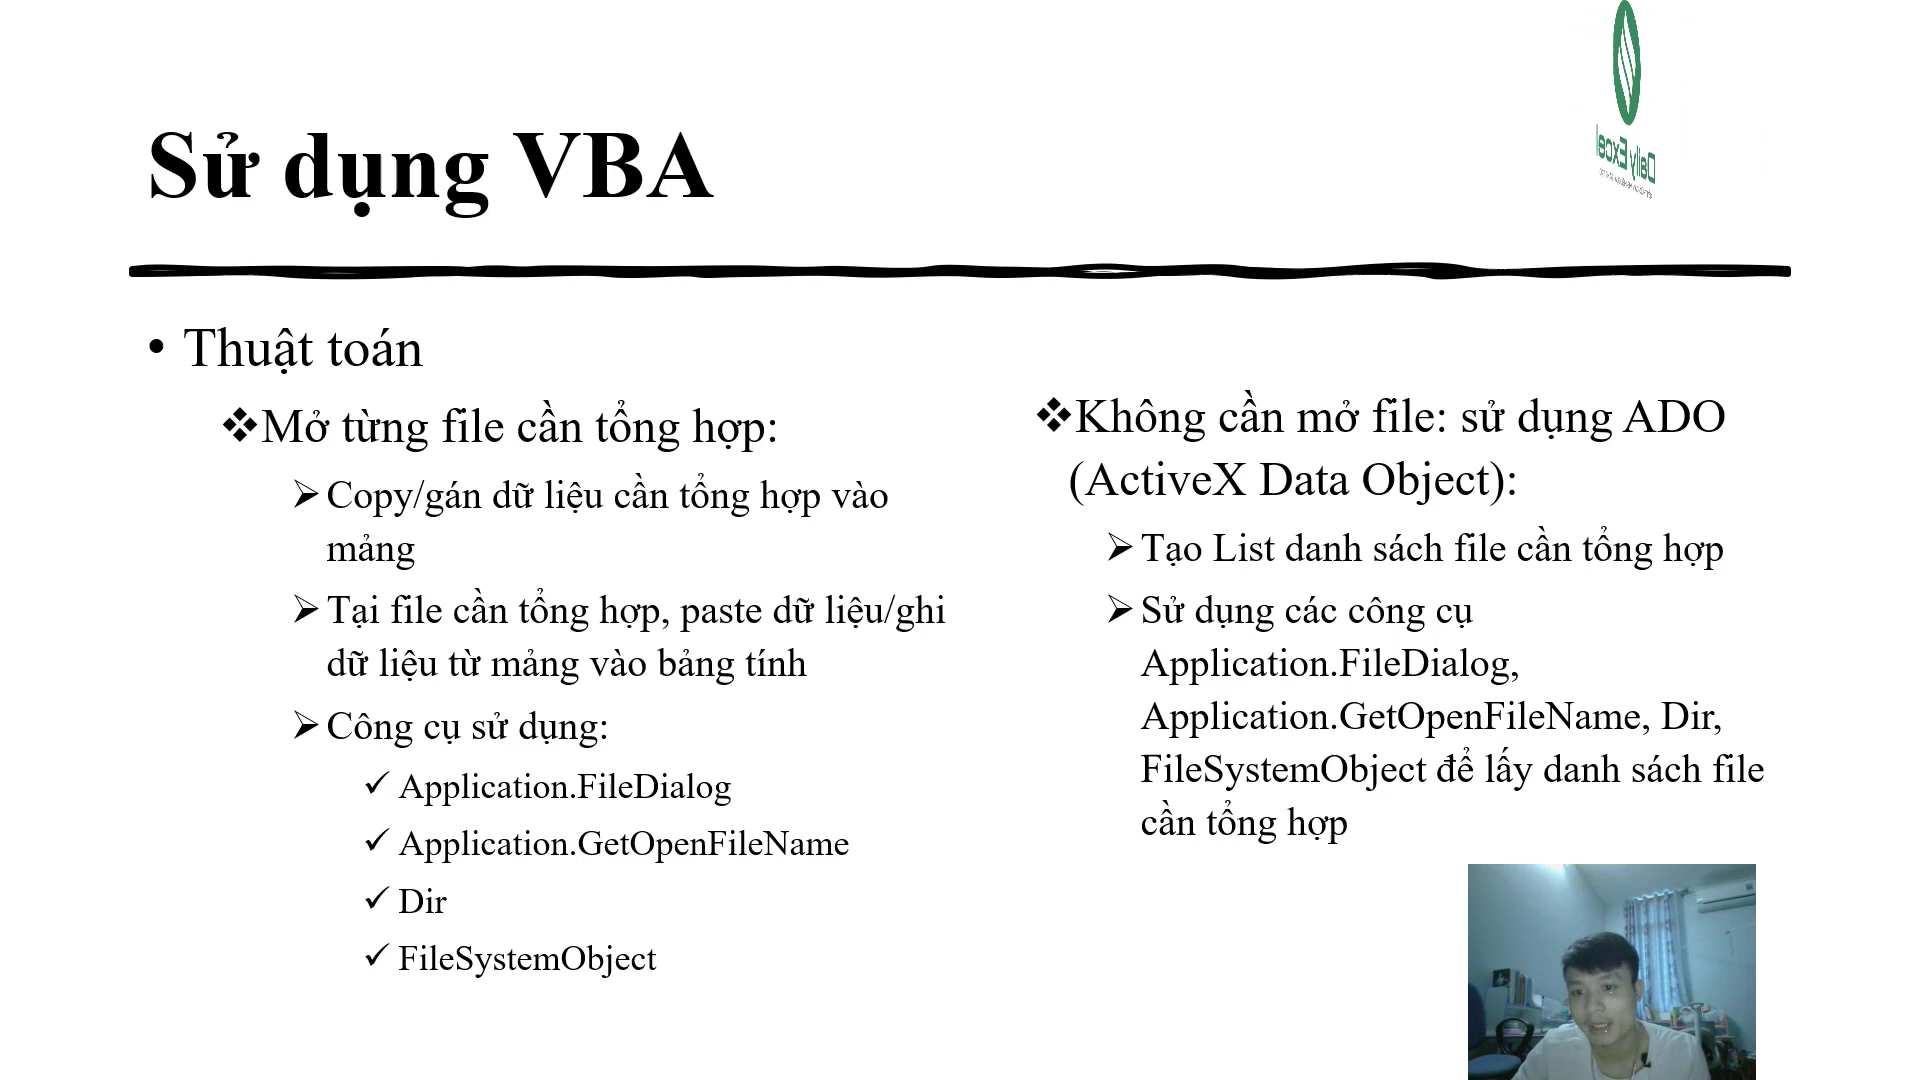 Daily Excel
Sử dụng VBA
• Thuật toán
❖Mở từng file cần tổng hợp:
➢Copy/gán dữ liệu cần tổng hợp vào
mảng
➢Tại file cần tổng hợp, paste dữ liệu/ghi
dữ liệu từ mảng vào bảng tính
➢Công cụ sử dụng:
✓Application.FileDialog
✓Application.GetOpenFileName
✓Dir
✓FileSystemObject
❖Không cần mở file: sử dụng ADO
(ActiveX Data Object):
➢Tạo List danh sách file cần tổng hợp
➢Sử dụng các công cụ
Application.FileDialog,
Application.GetOpenFileName, Dir,
FileSystemObject để lấy danh sách file
cần tổng hợp